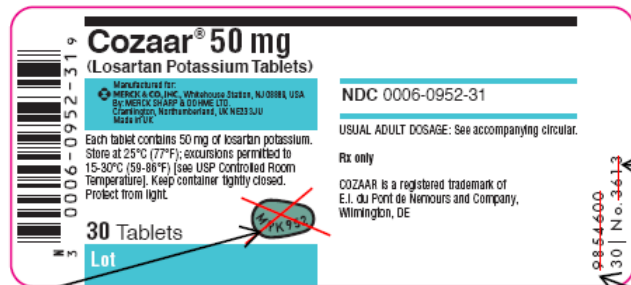 Cozaar® 50 mg
(Losartan Potassium Tablets)
Manufactured for:
MERCK & CO., INC., Whitehouse Station, NJ 08889, USA
By: MERCK SHARP & DOHME LTD.
Cramlington, Northumberland, UK NE23 3JU
Made in UK
Each tablet contains 50 mg of losartan potassium.
Store at 25°C (77°F); excursions permitted to
15-30°C (59-86°F) [see USP Controlled Room
Temperature]. Keep container tightly closed.
Protect from light.
30 Tablets
MRK 952
Lot
N 3 0006-0952-31 9
NDC 0006-0952-31
USUAL ADULT DOSAGE: See accompanying circular.
Rx only
COZAAR is a registered trademark of
E.I. du Pont de Nemours and Company,
Wilmington, DE
9854600
30 | No. 3613